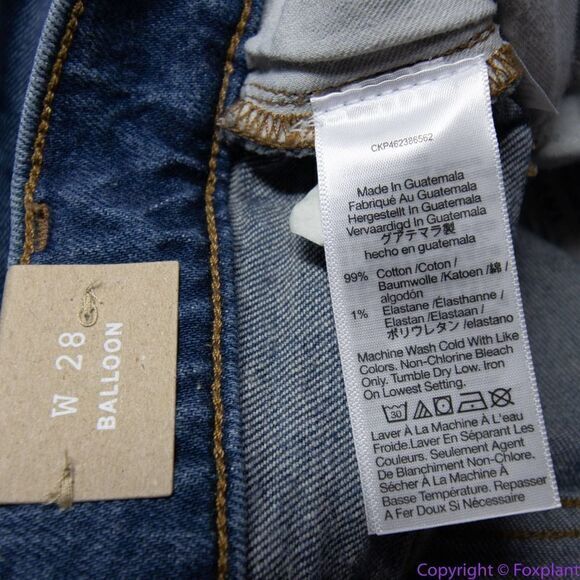 CKP462386562
Made In Guatemala
Fabriqué Au Guatemala
Hergestellt In Guatemala
Vervaardigd In Guatemala
グアテマラ製
hecho en guatemala
99% Cotton /Coton /
Baumwolle /Katoen /綿 /
algodón
1% Elastane /Élasthanne /
Elastan /Elastaan /
ポリウレタン /elastano
Machine Wash Cold With Like
Colors. Non-Chlorine Bleach
Only. Tumble Dry Low. Iron
On Lowest Setting.
30
Laver À La Machine À L'eau
Froide.Laver En Séparant Les
Couleurs. Seulement Agent
De Blanchiment Non-Chlore.
Sécher À La Machine À
Basse Température. Repasser
A Fer Doux Si Nécessaire
W 28
BALLOON
Copyright © Foxplant